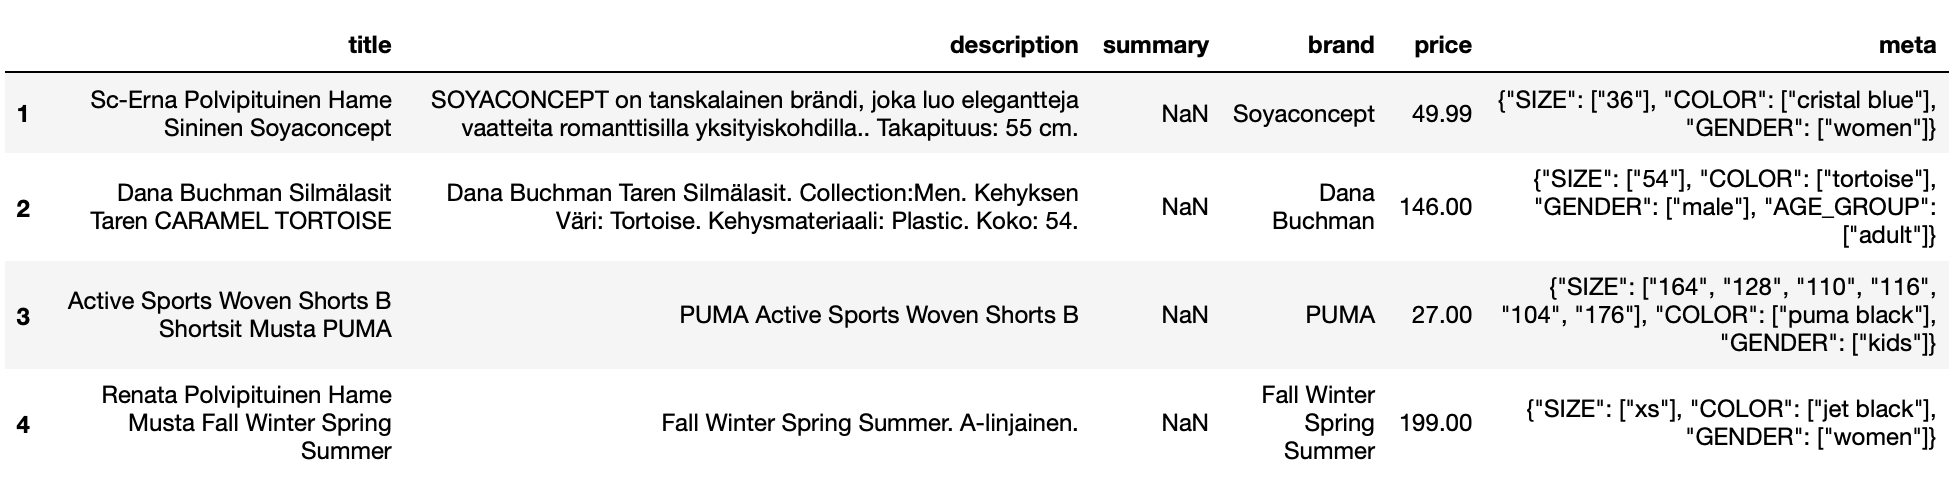 title description summary brand price meta
1 Sc-Erna Polvipituinen Hame Sininen Soyaconcept SOYACONCEPT on tanskalainen brändi, joka luo elegantteja vaatteita romanttisilla yksityiskohdilla.. Takapituus: 55 cm. NaN Soyaconcept 49.99 {"SIZE": ["36"], "COLOR": ["cristal blue"], "GENDER": ["women"]}
2 Dana Buchman Silmälasit Taren CARAMEL TORTOISE Dana Buchman Taren Silmälasit. Collection:Men. Kehyksen Väri: Tortoise. Kehysmateriaali: Plastic. Koko: 54. NaN Dana Buchman 146.00 {"SIZE": ["54"], "COLOR": ["tortoise"], "GENDER": ["male"], "AGE_GROUP": ["adult"]}
3 Active Sports Woven Shorts B Shortsit Musta PUMA PUMA Active Sports Woven Shorts B NaN PUMA 27.00 {"SIZE": ["164", "128", "110", "116", "104", "176"], "COLOR": ["puma black"], "GENDER": ["kids"]}
4 Renata Polvipituinen Hame Musta Fall Winter Spring Summer Fall Winter Spring Summer. A-linjainen. NaN Fall Winter Spring Summer 199.00 {"SIZE": ["xs"], "COLOR": ["jet black"], "GENDER": ["women"]}